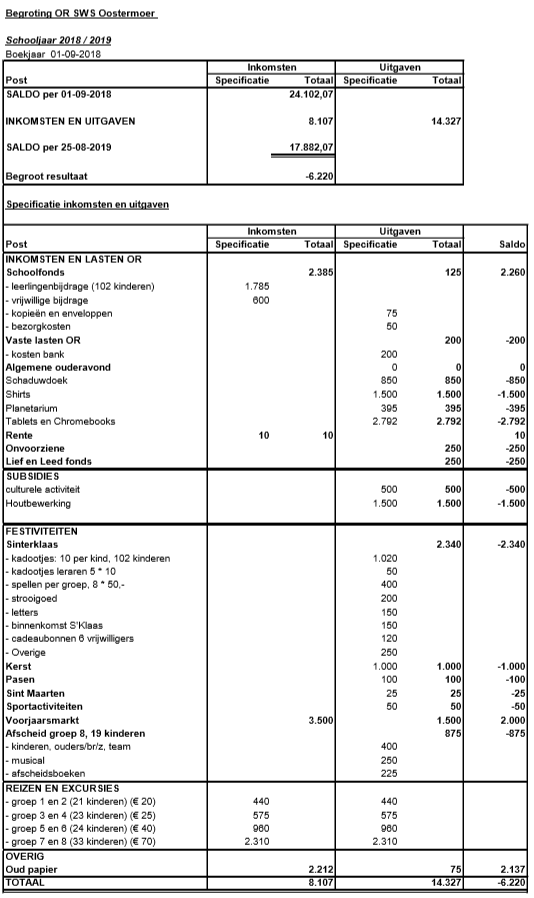 Begroting OR SWS Oostermoer
Schooljaar 2018 / 2019
Boekjaar 01-09-2018
Inkomsten Uitgaven
Post Specificatie Totaal Specificatie Totaal
SALDO per 01-09-2018 24.102,07
INKOMSTEN EN UITGAVEN 8.107 14.327
SALDO per 25-08-2019 17.882,07
Begroot resultaat -6.220
Specificatie inkomsten en uitgaven
Inkomsten Uitgaven
Post Specificatie Totaal Specificatie Totaal Saldo
INKOMSTEN EN LASTEN OR
Schoolfonds 2.385 125 2.260
- leerlingenbijdrage (102 kinderen) 1.785
- vrijwillige bijdrage 600
- kopieën en enveloppen 75
- bezorgkosten 50
Vaste lasten OR 200 -200
- kosten bank 200
Algemene ouderavond 0 0 0
Schaduwdoek 850 850 -850
Shirts 1.500 1.500 -1.500
Planetarium 395 395 -395
Tablets en Chromebooks 2.792 2.792 -2.792
Rente 10 10 10
Onvoorziene 250 -250
Lief en Leed fonds 250 -250
SUBSIDIES
culturele activiteit 500 500 -500
Houtbewerking 1.500 1.500 -1.500
FESTIVITEITEN
Sinterklaas 2.340 -2.340
- kadootjes: 10 per kind, 102 kinderen 1.020
- kadootjes leraren 5 * 10 50
- spellen per groep, 8 * 50,- 400
- strooigoed 200
- letters 150
- binnenkomst S'Klaas 150
- cadeaubonnen 6 vrijwilligers 120
- Overige 250
Kerst 1.000 1.000 -1.000
Pasen 100 100 -100
Sint Maarten 25 25 -25
Sportactiviteiten 50 50 -50
Voorjaarsmarkt 3.500 1.500 2.000
Afscheid groep 8, 19 kinderen 875 -875
- kinderen, ouders/br/z, team 400
- musical 250
- afscheidsboeken 225
REIZEN EN EXCURSIES
- groep 1 en 2 (21 kinderen) (€ 20) 440 440
- groep 3 en 4 (23 kinderen) (€ 25) 575 575
- groep 5 en 6 (24 kinderen) (€ 40) 960 960
- groep 7 en 8 (33 kinderen) (€ 70) 2.310 2.310
OVERIG
Oud papier 2.212 75 2.137
TOTAAL 8.107 14.327 -6.220